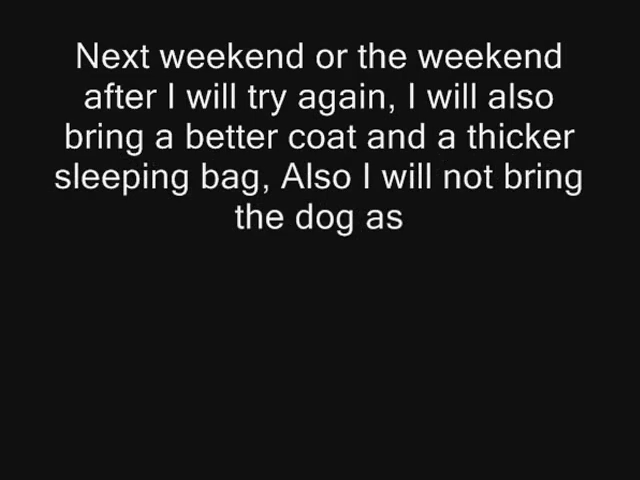 Next weekend or the weekend
after I will try again, I will also
bring a better coat and a thicker
sleeping bag, Also I will not bring
the dog as